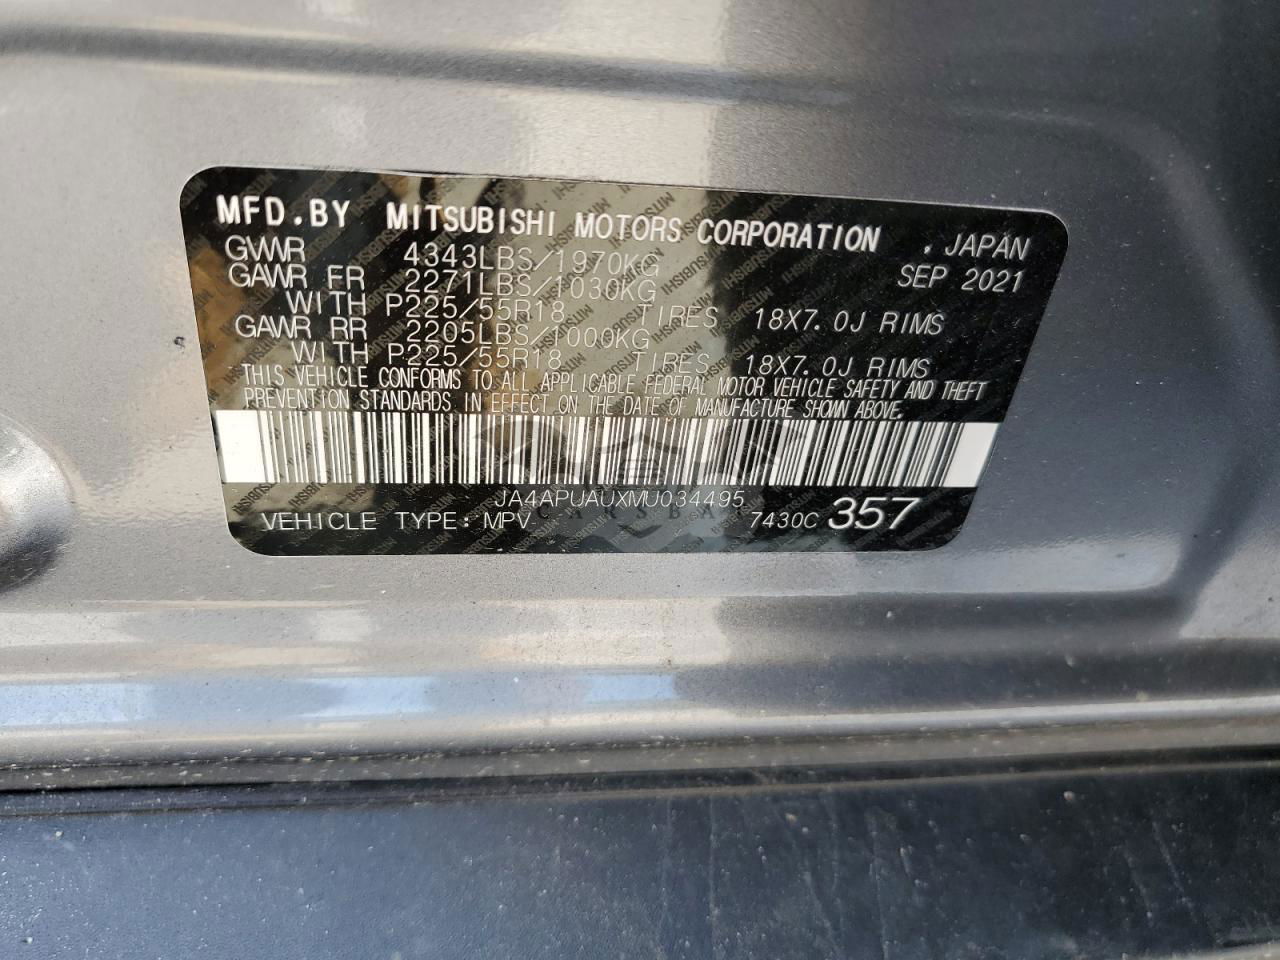 MFD.BY MITSUBISHI MOTORS CORPORATION . JAPAN
GVWR 4343LBS/1970KG SEP 2021
GAWR FR 2271LBS/1030KG
WITH P225/55R18 TIRES 18X7.0J RIMS
GAWR RR 2205LBS/1000KG
WITH P225/55R18 TIRES 18X7.0J RIMS
THIS VEHICLE CONFORMS TO ALL APPLICABLE FEDERAL MOTOR VEHICLE SAFETY AND THEFT
PREVENTION STANDARDS IN EFFECT ON THE DATE OF MANUFACTURE SHOWN ABOVE.
JA4APUAUXMU034495
VEHICLE TYPE: MPV 7430C 357